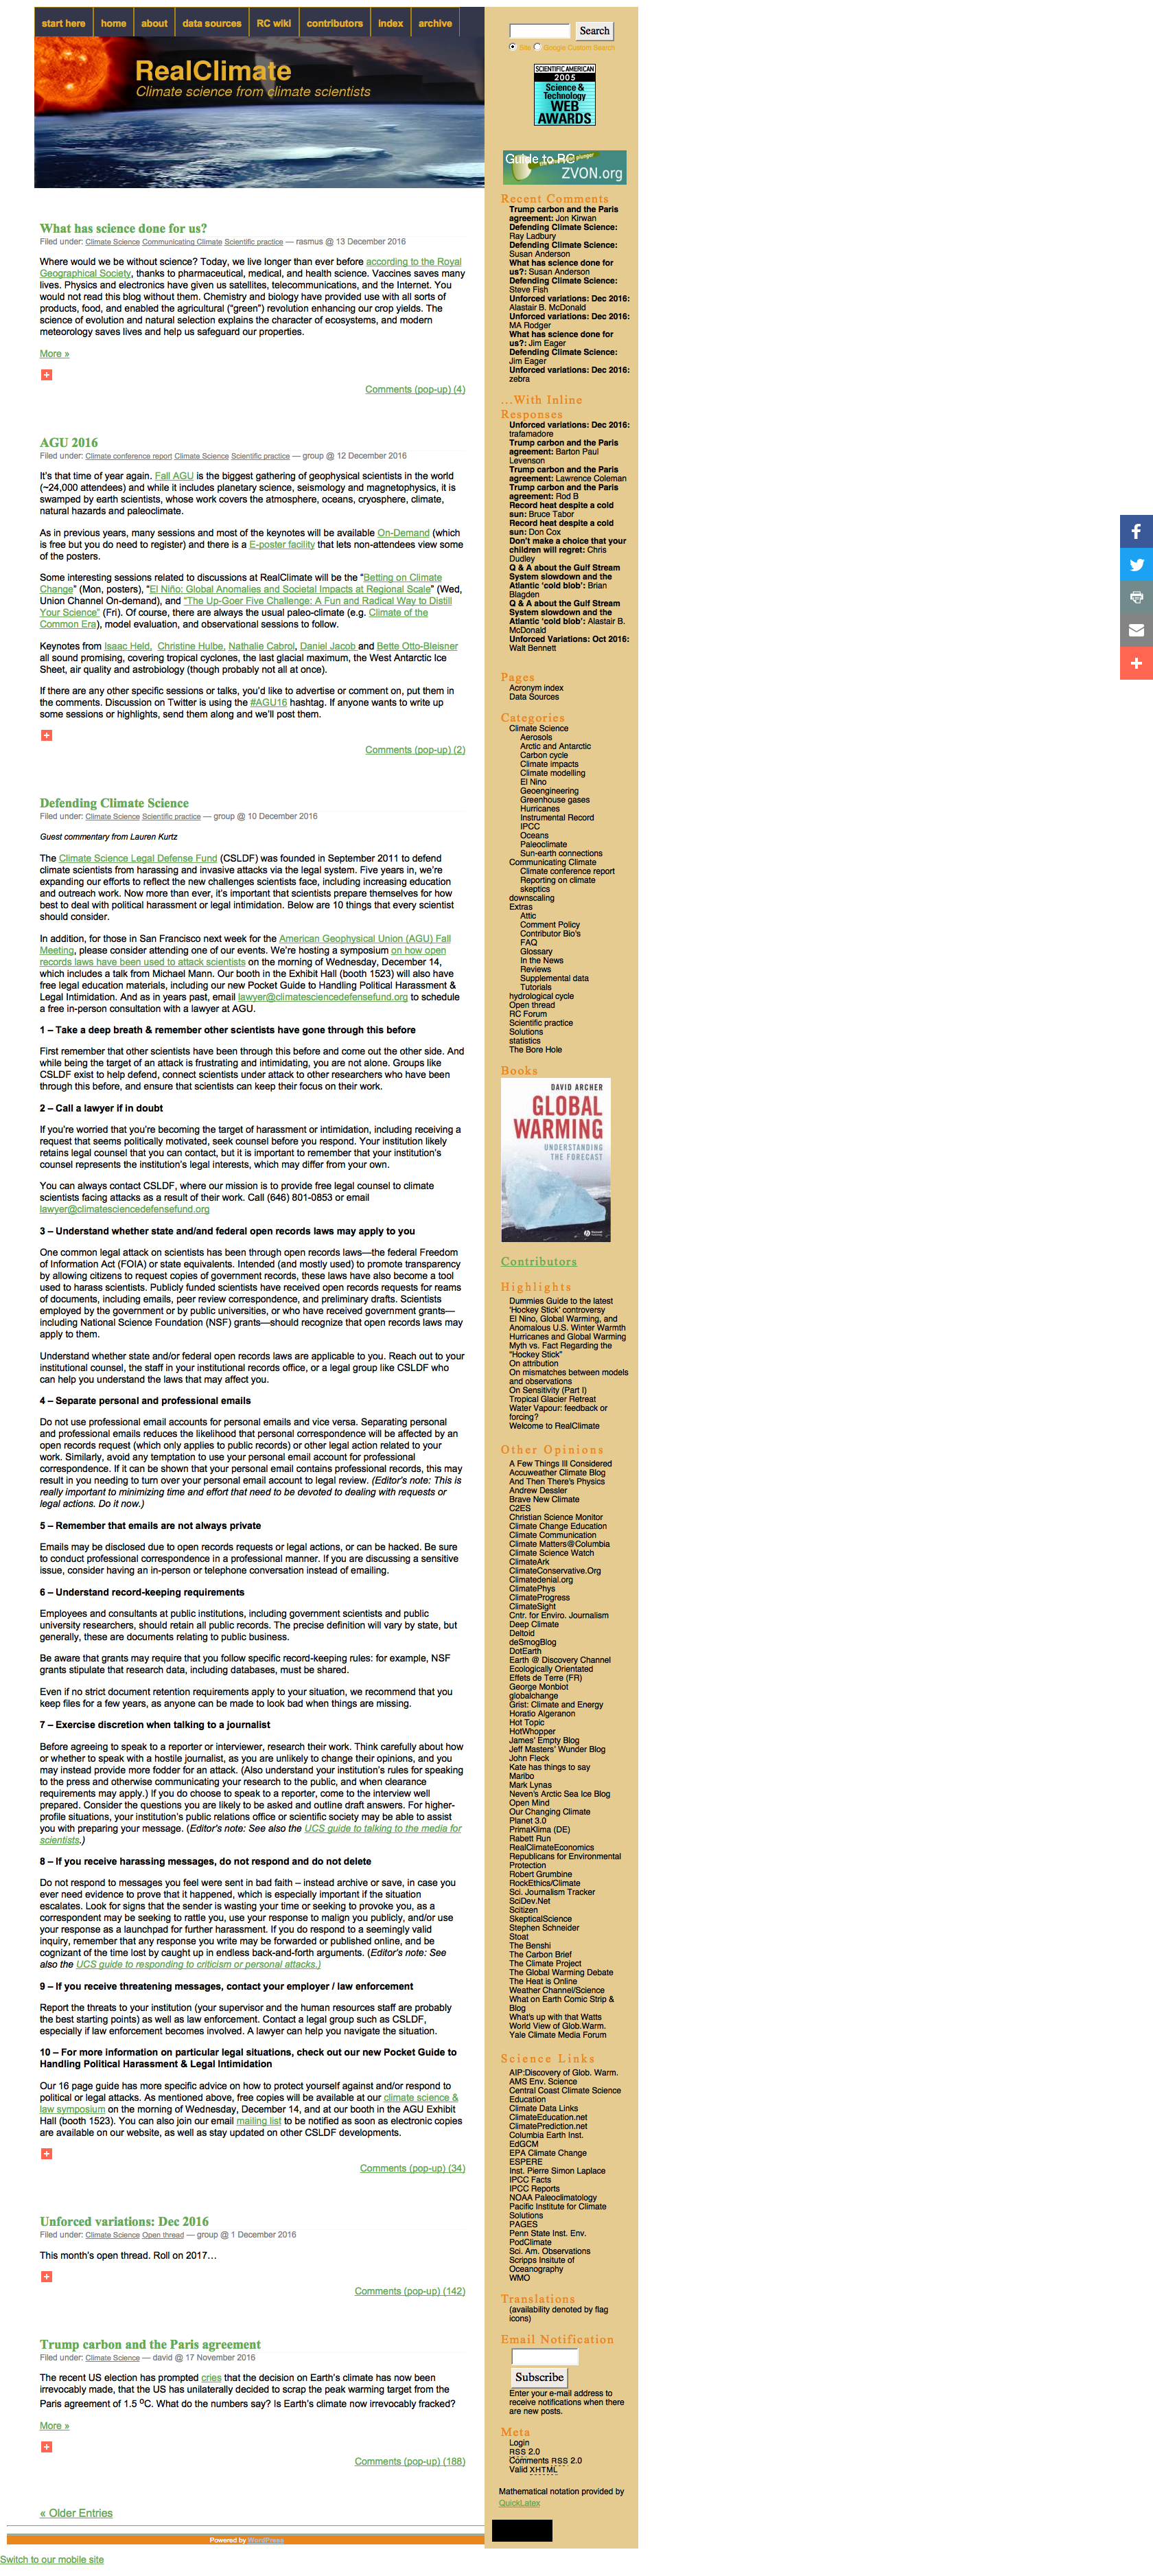 start here
home
about
data sources
RC wiki
contributors
index
archive
RealClimate
Climate science from climate scientists
What has science done for us?
Filed under: Climate Science Communicating Climate Scientific practice — rasmus @ 13 December 2016
Where would we be without science? Today, we live longer than ever before according to the Royal
Geographical Society, thanks to pharmaceutical, medical, and health science. Vaccines saves many
lives. Physics and electronics have given us satellites, telecommunications, and the Internet. You
would not read this blog without them. Chemistry and biology have provided use with all sorts of
products, food, and enabled the agricultural (“green”) revolution enhancing our crop yields. The
science of evolution and natural selection explains the character of ecosystems, and modern
meteorology saves lives and help us safeguard our properties.
More »
Comments (pop-up) (4)
AGU 2016
Filed under: Climate conference report Climate Science Scientific practice — group @ 12 December 2016
It’s that time of year again. Fall AGU is the biggest gathering of geophysical scientists in the world
(~24,000 attendees) and while it includes planetary science, seismology and magnetophysics, it is
swamped by earth scientists, whose work covers the atmosphere, oceans, cryosphere, climate,
natural hazards and paleoclimate.
As in previous years, many sessions and most of the keynotes will be available On-Demand (which
is free but you do need to register) and there is a E-poster facility that lets non-attendees view some
of the posters.
Some interesting sessions related to discussions at RealClimate will be the “Betting on Climate
Change” (Mon, posters), “El Niño: Global Anomalies and Societal Impacts at Regional Scale” (Wed,
Union Channel On-demand), and “The Up-Goer Five Challenge: A Fun and Radical Way to Distill
Your Science” (Fri). Of course, there are always the usual paleo-climate (e.g. Climate of the
Common Era), model evaluation, and observational sessions to follow.
Keynotes from Isaac Held, Christine Hulbe, Nathalie Cabrol, Daniel Jacob and Bette Otto-Bleisner
all sound promising, covering tropical cyclones, the last glacial maximum, the West Antarctic Ice
Sheet, air quality and astrobiology (though probably not all at once).
If there are any other specific sessions or talks, you’d like to advertise or comment on, put them in
the comments. Discussion on Twitter is using the #AGU16 hashtag. If anyone wants to write up
some sessions or highlights, send them along and we’ll post them.
Comments (pop-up) (2)
Defending Climate Science
Filed under: Climate Science Scientific practice — group @ 10 December 2016
Guest commentary from Lauren Kurtz
The Climate Science Legal Defense Fund (CSLDF) was founded in September 2011 to defend
climate scientists from harassing and invasive attacks via the legal system. Five years in, we’re
expanding our efforts to reflect the new challenges scientists face, including increasing education
and outreach work. Now more than ever, it’s important that scientists prepare themselves for how
best to deal with political harassment or legal intimidation. Below are 10 things that every scientist
should consider.
In addition, for those in San Francisco next week for the American Geophysical Union (AGU) Fall
Meeting, please consider attending one of our events. We’re hosting a symposium on how open
records laws have been used to attack scientists on the morning of Wednesday, December 14,
which includes a talk from Michael Mann. Our booth in the Exhibit Hall (booth 1523) will also have
free legal education materials, including our new Pocket Guide to Handling Political Harassment &
Legal Intimidation. And as in years past, email lawyer@climatesciencedefensefund.org to schedule
a free in-person consultation with a lawyer at AGU.
1 – Take a deep breath & remember other scientists have gone through this before
First remember that other scientists have been through this before and come out the other side. And
while being the target of an attack is frustrating and intimidating, you are not alone. Groups like
CSLDF exist to help defend, connect scientists under attack to other researchers who have been
through this before, and ensure that scientists can keep their focus on their work.
2 – Call a lawyer if in doubt
If you’re worried that you’re becoming the target of harassment or intimidation, including receiving a
request that seems politically motivated, seek counsel before you respond. Your institution likely
retains legal counsel that you can contact, but it is important to remember that your institution’s
counsel represents the institution’s legal interests, which may differ from your own.
You can always contact CSLDF, where our mission is to provide free legal counsel to climate
scientists facing attacks as a result of their work. Call (646) 801-0853 or email
lawyer@climatesciencedefensefund.org
3 – Understand whether state and/and federal open records laws may apply to you
One common legal attack on scientists has been through open records laws—the federal Freedom
of Information Act (FOIA) or state equivalents. Intended (and mostly used) to promote transparency
by allowing citizens to request copies of government records, these laws have also become a tool
used to harass scientists. Publicly funded scientists have received open records requests for reams
of documents, including emails, peer review correspondence, and preliminary drafts. Scientists
employed by the government or by public universities, or who have received government grants—
including National Science Foundation (NSF) grants—should recognize that open records laws may
apply to them.
Understand whether state and/or federal open records laws are applicable to you. Reach out to your
institutional counsel, the staff in your institutional records office, or a legal group like CSLDF who
can help you understand the laws that may affect you.
4 – Separate personal and professional emails
Do not use professional email accounts for personal emails and vice versa. Separating personal
and professional emails reduces the likelihood that personal correspondence will be affected by an
open records request (which only applies to public records) or other legal action related to your
work. Similarly, avoid any temptation to use your personal email account for professional
correspondence. If it can be shown that your personal email contains professional records, this may
result in you needing to turn over your personal email account to legal review. (Editor’s note: This is
really important to minimizing time and effort that need to be devoted to dealing with requests or
legal actions. Do it now.)
5 – Remember that emails are not always private
Emails may be disclosed due to open records requests or legal actions, or can be hacked. Be sure
to conduct professional correspondence in a professional manner. If you are discussing a sensitive
issue, consider having an in-person or telephone conversation instead of emailing.
6 – Understand record-keeping requirements
Employees and consultants at public institutions, including government scientists and public
university researchers, should retain all public records. The precise definition will vary by state, but
generally, these are documents relating to public business.
Be aware that grants may require that you follow specific record-keeping rules: for example, NSF
grants stipulate that research data, including databases, must be shared.
Even if no strict document retention requirements apply to your situation, we recommend that you
keep files for a few years, as anyone can be made to look bad when things are missing.
7 – Exercise discretion when talking to a journalist
Before agreeing to speak to a reporter or interviewer, research their work. Think carefully about how
or whether to speak with a hostile journalist, as you are unlikely to change their opinions, and you
may instead provide more fodder for an attack. (Also understand your institution’s rules for speaking
to the press and otherwise communicating your research to the public, and when clearance
requirements may apply.) If you do choose to speak to a reporter, come to the interview well
prepared. Consider the questions you are likely to be asked and outline draft answers. For higher-
profile situations, your institution’s public relations office or scientific society may be able to assist
you with preparing your message. (Editor’s note: See also the UCS guide to talking to the media for
scientists.)
8 – If you receive harassing messages, do not respond and do not delete
Do not respond to messages you feel were sent in bad faith – instead archive or save, in case you
ever need evidence to prove that it happened, which is especially important if the situation
escalates. Look for signs that the sender is wasting your time or seeking to provoke you, as a
correspondent may be seeking to rattle you, use your response to malign you publicly, and/or use
your response as a launchpad for further harassment. If you do respond to a seemingly valid
inquiry, remember that any response you write may be forwarded or published online, and be
cognizant of the time lost by caught up in endless back-and-forth arguments. (Editor’s note: See
also the UCS guide to responding to criticism or personal attacks.)
9 – If you receive threatening messages, contact your employer / law enforcement
Report the threats to your institution (your supervisor and the human resources staff are probably
the best starting points) as well as law enforcement. Contact a legal group such as CSLDF,
especially if law enforcement becomes involved. A lawyer can help you navigate the situation.
10 – For more information on particular legal situations, check out our new Pocket Guide to
Handling Political Harassment & Legal Intimidation
Our 16 page guide has more specific advice on how to protect yourself against and/or respond to
political or legal attacks. As mentioned above, free copies will be available at our climate science &
law symposium on the morning of Wednesday, December 14, and at our booth in the AGU Exhibit
Hall (booth 1523). You can also join our email mailing list to be notified as soon as electronic copies
are available on our website, as well as stay updated on other CSLDF developments.
Comments (pop-up) (34)
Unforced variations: Dec 2016
Filed under: Climate Science Open thread — group @ 1 December 2016
This month’s open thread. Roll on 2017…
Comments (pop-up) (142)
Trump carbon and the Paris agreement
Filed under: Climate Science — david @ 17 November 2016
The recent US election has prompted cries that the decision on Earth’s climate has now been
irrevocably made, that the US has unilaterally decided to scrap the peak warming target from the
Paris agreement of 1.5 ºC. What do the numbers say? Is Earth’s climate now irrevocably fracked?
More »
Comments (pop-up) (188)
« Older Entries
Powered by WordPress
Switch to our mobile site
Search
Site Google Custom Search
SCIENTIFIC AMERICAN
2005
Science &
Technology
WEB
AWARDS
Guide to RC
plunger
ZVON.org
Recent Comments
Trump carbon and the Paris
agreement: Jon Kirwan
Defending Climate Science:
Ray Ladbury
Defending Climate Science:
Susan Anderson
What has science done for
us?: Susan Anderson
Defending Climate Science:
Steve Fish
Unforced variations: Dec 2016:
Alastair B. McDonald
Unforced variations: Dec 2016:
MA Rodger
What has science done for
us?: Jim Eager
Defending Climate Science:
Jim Eager
Unforced variations: Dec 2016:
zebra
...With Inline
Responses
Unforced variations: Dec 2016:
trafamadore
Trump carbon and the Paris
agreement: Barton Paul
Levenson
Trump carbon and the Paris
agreement: Lawrence Coleman
Trump carbon and the Paris
agreement: Rod B
Record heat despite a cold
sun: Bruce Tabor
Record heat despite a cold
sun: Don Cox
Don’t make a choice that your
children will regret: Chris
Dudley
Q & A about the Gulf Stream
System slowdown and the
Atlantic ‘cold blob’: Brian
Blagden
Q & A about the Gulf Stream
System slowdown and the
Atlantic ‘cold blob’: Alastair B.
McDonald
Unforced Variations: Oct 2016:
Walt Bennett
Pages
Acronym index
Data Sources
Categories
Climate Science
Aerosols
Arctic and Antarctic
Carbon cycle
Climate impacts
Climate modelling
El Nino
Geoengineering
Greenhouse gases
Hurricanes
Instrumental Record
IPCC
Oceans
Paleoclimate
Sun-earth connections
Communicating Climate
Climate conference report
Reporting on climate
skeptics
downscaling
Extras
Attic
Comment Policy
Contributor Bio's
FAQ
Glossary
In the News
Reviews
Supplemental data
Tutorials
hydrological cycle
Open thread
RC Forum
Scientific practice
Solutions
statistics
The Bore Hole
Books
DAVID ARCHER
GLOBAL
WARMING
UNDERSTANDING
THE FORECAST
Contributors
Highlights
Dummies Guide to the latest
‘Hockey Stick’ controversy
El Nino, Global Warming, and
Anomalous U.S. Winter Warmth
Hurricanes and Global Warming
Myth vs. Fact Regarding the
"Hockey Stick"
On attribution
On mismatches between models
and observations
On Sensitivity (Part I)
Tropical Glacier Retreat
Water Vapour: feedback or
forcing?
Welcome to RealClimate
Other Opinions
A Few Things Ill Considered
Accuweather Climate Blog
And Then There's Physics
Andrew Dessler
Brave New Climate
C2ES
Christian Science Monitor
Climate Change Education
Climate Communication
Climate Matters@Columbia
Climate Science Watch
ClimateArk
ClimateConservative.Org
Climatedenial.org
ClimatePhys
ClimateProgress
ClimateSight
Cntr. for Enviro. Journalism
Deep Climate
Deltoid
deSmogBlog
DotEarth
Earth @ Discovery Channel
Ecologically Orientated
Effets de Terre (FR)
George Monbiot
globalchange
Grist: Climate and Energy
Horatio Algeranon
Hot Topic
HotWhopper
James' Empty Blog
Jeff Masters' Wunder Blog
John Fleck
Kate has things to say
Maribo
Mark Lynas
Neven's Arctic Sea Ice Blog
Open Mind
Our Changing Climate
Planet 3.0
PrimaKlima (DE)
Rabett Run
RealClimateEconomics
Republicans for Environmental
Protection
Robert Grumbine
RockEthics/Climate
Sci. Journalism Tracker
SciDev.Net
Scitizen
SkepticalScience
Stephen Schneider
Stoat
The Benshi
The Carbon Brief
The Climate Project
The Global Warming Debate
The Heat is Online
Weather Channel/Science
What on Earth Comic Strip &
Blog
What's up with that Watts
World View of Glob.Warm.
Yale Climate Media Forum
Science Links
AIP:Discovery of Glob. Warm.
AMS Env. Science
Central Coast Climate Science
Education
Climate Data Links
ClimateEducation.net
ClimatePrediction.net
Columbia Earth Inst.
EdGCM
EPA Climate Change
ESPERE
Inst. Pierre Simon Laplace
IPCC Facts
IPCC Reports
NOAA Paleoclimatology
Pacific Institute for Climate
Solutions
PAGES
Penn State Inst. Env.
PodClimate
Sci. Am. Observations
Scripps Insitute of
Oceanography
WMO
Translations
(availability denoted by flag
icons)
Email Notification
Subscribe
Enter your e-mail address to
receive notifications when there
are new posts.
Meta
Login
RSS 2.0
Comments RSS 2.0
Valid XHTML
Mathematical notation provided by
QuickLatex